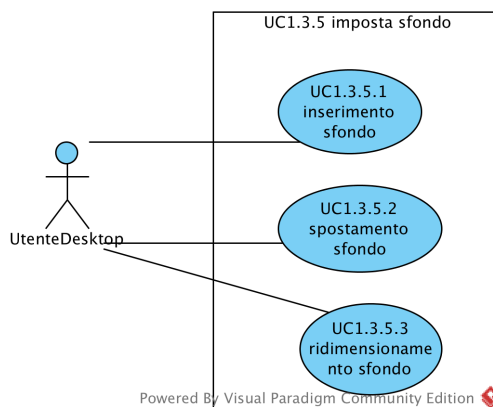 UC1.3.5 imposta sfondo
UC1.3.5.1
inserimento
sfondo
UtenteDesktop
UC1.3.5.2
spostamento
sfondo
UC1.3.5.3
ridimensioname
nto sfondo
Powered By Visual Paradigm Community Edition